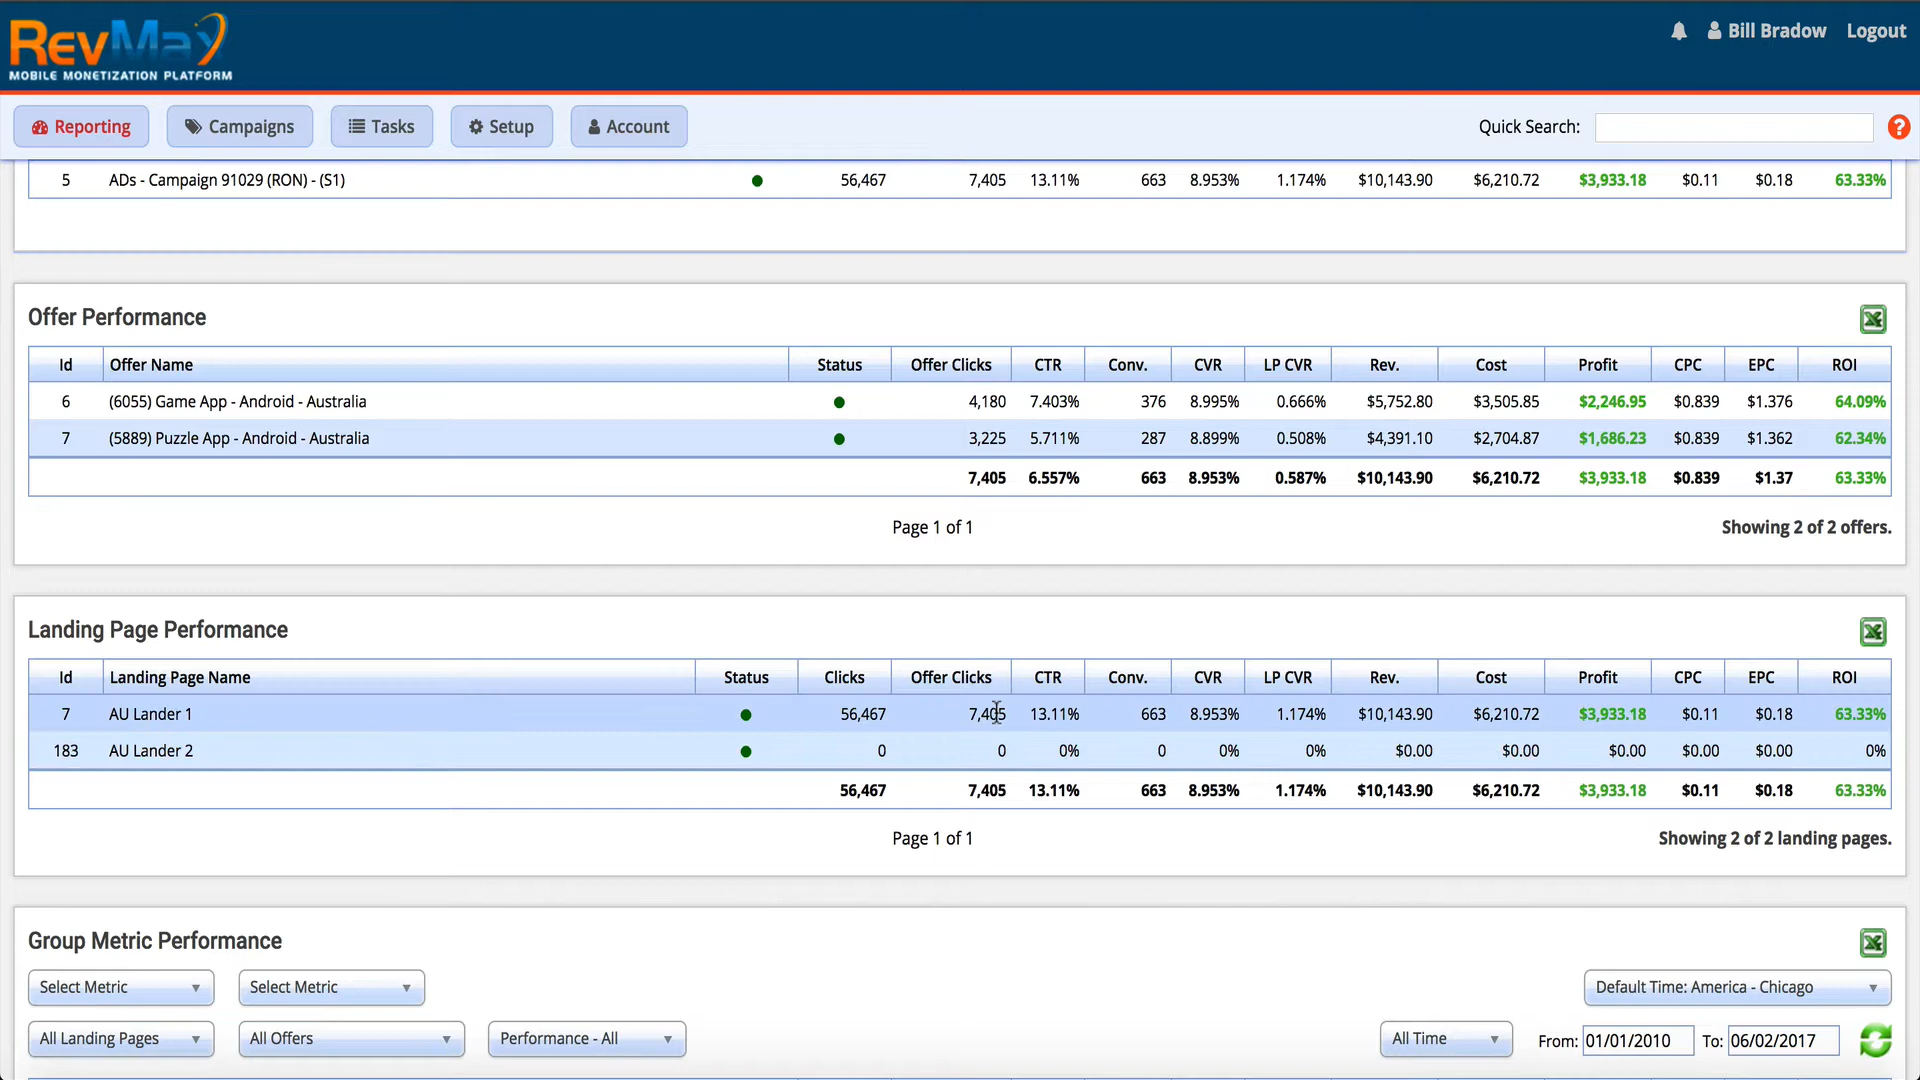 RevMax
MOBILE MONETIZATION PLATFORM
Bill Bradow Logout
Reporting Campaigns Tasks Setup Account Quick Search: ?
5 ADs - Campaign 91029 (RON) - (S1) 56,467 7,405 13.11% 663 8.953% 1.174% $10,143.90 $6,210.72 $3,933.18 $0.11 $0.18 63.33%
Offer Performance
Id Offer Name Status Offer Clicks CTR Conv. CVR LP CVR Rev. Cost Profit CPC EPC ROI
6 (6055) Game App - Android - Australia 4,180 7.403% 376 8.995% 0.666% $5,752.80 $3,505.85 $2,246.95 $0.839 $1.376 64.09%
7 (5889) Puzzle App - Android - Australia 3,225 5.711% 287 8.899% 0.508% $4,391.10 $2,704.87 $1,686.23 $0.839 $1.362 62.34%
7,405 6.557% 663 8.953% 0.587% $10,143.90 $6,210.72 $3,933.18 $0.839 $1.37 63.33%
Page 1 of 1 Showing 2 of 2 offers.
Landing Page Performance
Id Landing Page Name Status Clicks Offer Clicks CTR Conv. CVR LP CVR Rev. Cost Profit CPC EPC ROI
7 AU Lander 1 56,467 7,405 13.11% 663 8.953% 1.174% $10,143.90 $6,210.72 $3,933.18 $0.11 $0.18 63.33%
183 AU Lander 2 0 0 0% 0 0% 0% $0.00 $0.00 $0.00 $0.00 $0.00 0%
56,467 7,405 13.11% 663 8.953% 1.174% $10,143.90 $6,210.72 $3,933.18 $0.11 $0.18 63.33%
Page 1 of 1 Showing 2 of 2 landing pages.
Group Metric Performance
Select Metric Select Metric Default Time: America - Chicago
All Landing Pages All Offers Performance - All All Time From: 01/01/2010 To: 06/02/2017